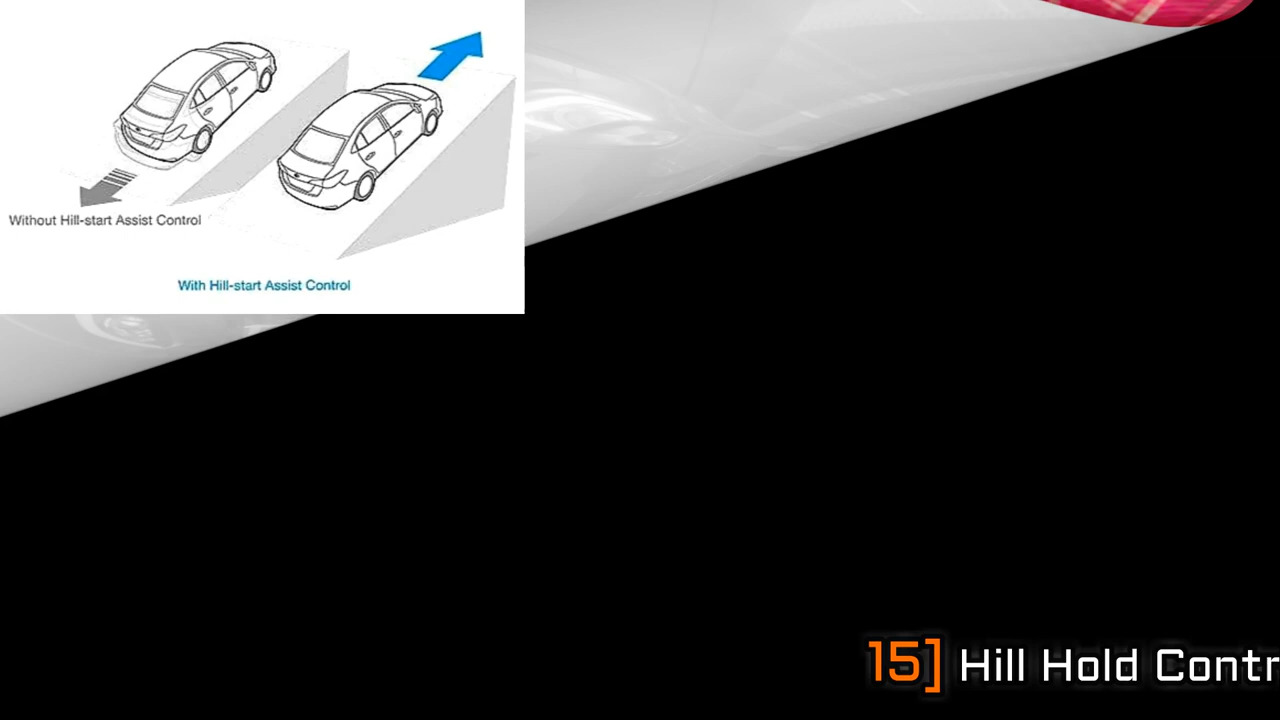 Without Hill-start Assist Control
With Hill-start Assist Control
15] Hill Hold Contr